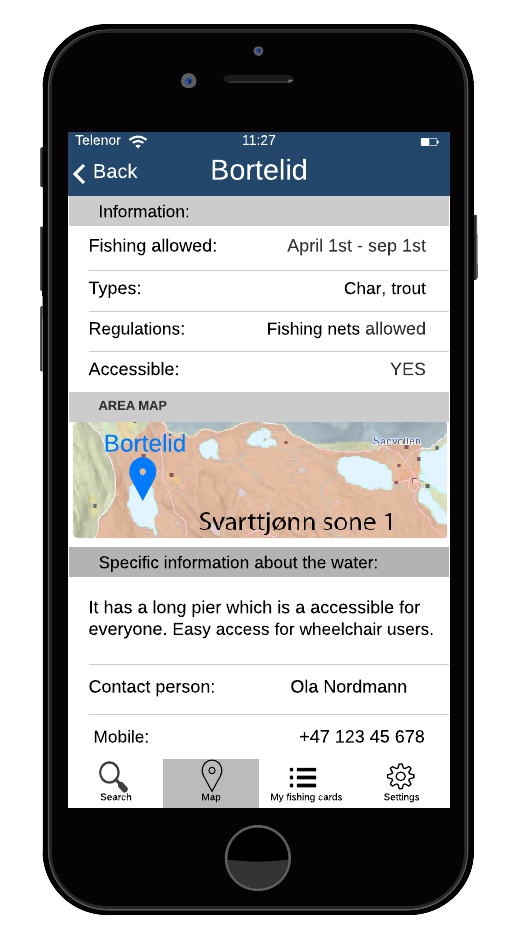 Telenor 11:27
Back Bortelid
Information:
Fishing allowed: April 1st - sep 1st
Types: Char, trout
Regulations: Fishing nets allowed
Accessible: YES
AREA MAP
Bortelid
Svarttjønn sone 1
Specific information about the water:
It has a long pier which is a accessible for
everyone. Easy access for wheelchair users.
Contact person: Ola Nordmann
Mobile: +47 123 45 678
Search Map My fishing cards Settings